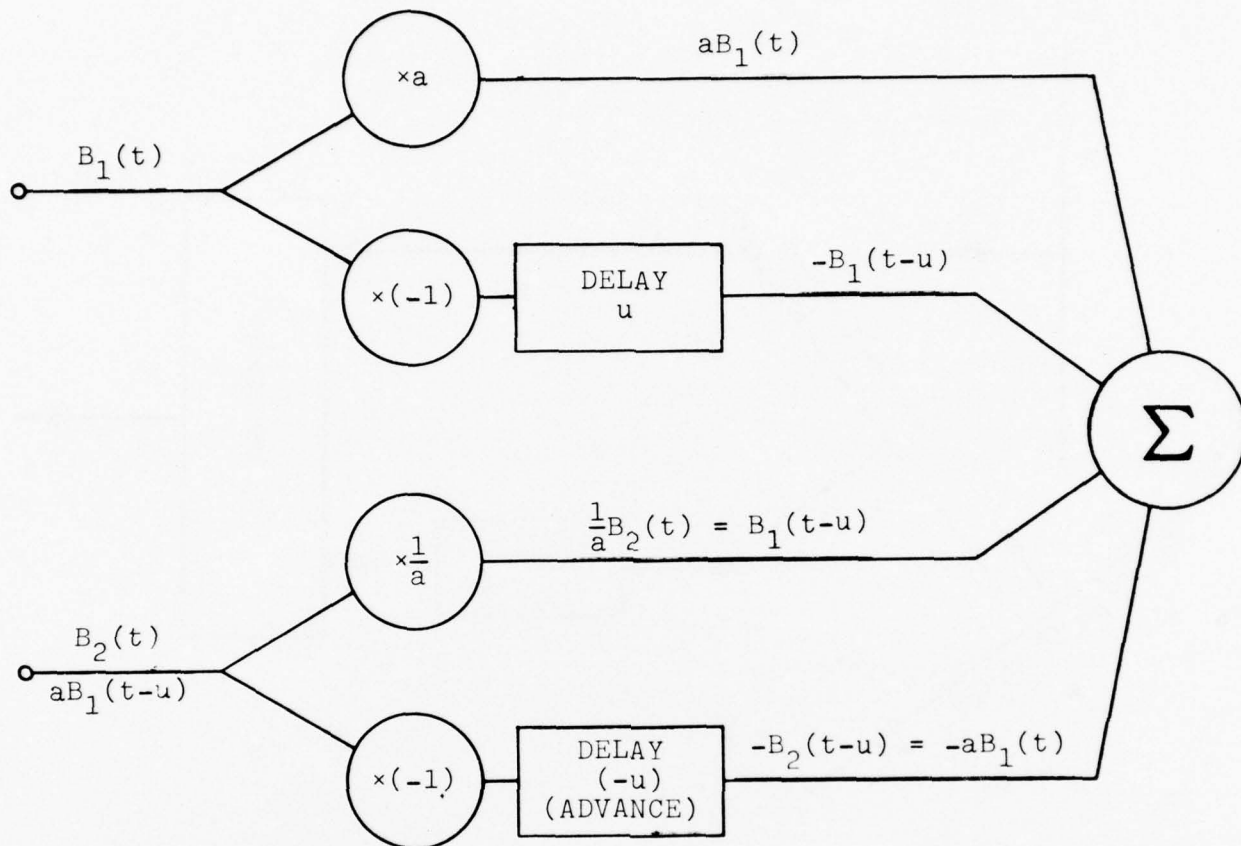 ×a
aB₁(t)
B₁(t)
×(-1)
DELAY
u
-B₁(t-u)
Σ
×1/a
1/a B₂(t) = B₁(t-u)
B₂(t)
aB₁(t-u)
×(-1)
DELAY
(-u)
(ADVANCE)
-B₂(t-u) = -aB₁(t)